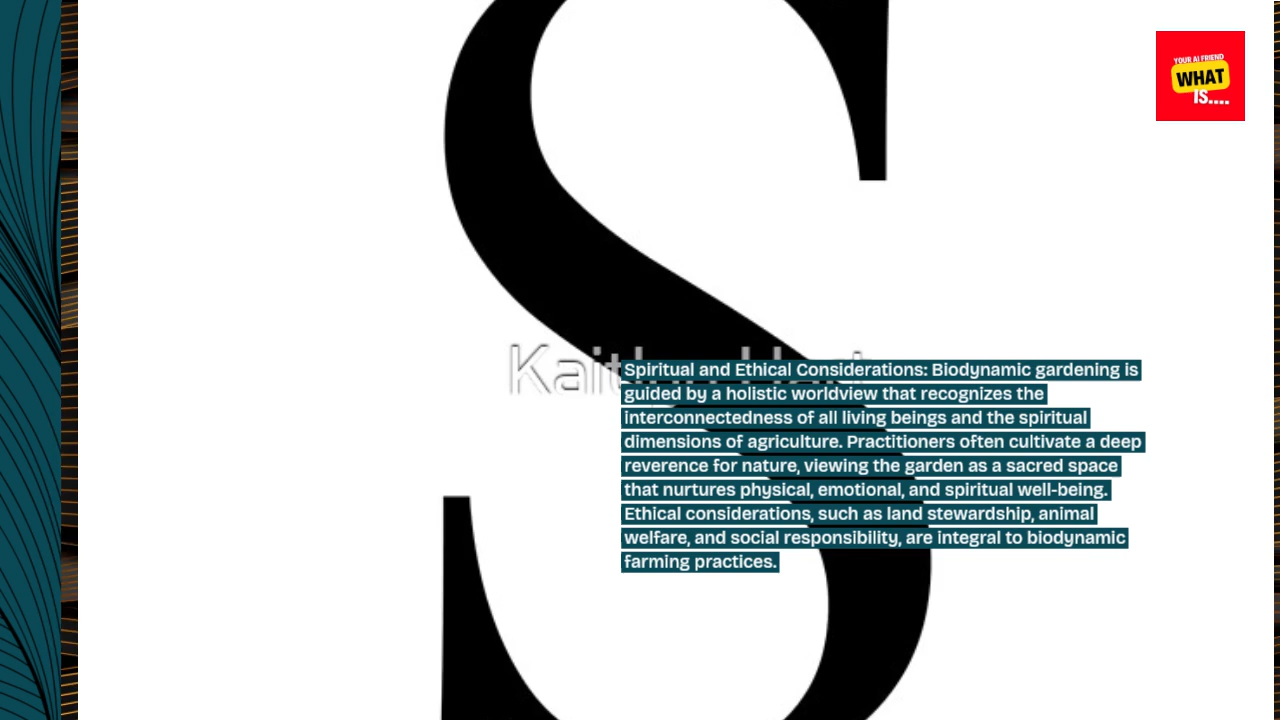 S
YOUR AI FRIEND
WHAT
IS....
Spiritual and Ethical Considerations: Biodynamic gardening is
guided by a holistic worldview that recognizes the
interconnectedness of all living beings and the spiritual
dimensions of agriculture. Practitioners often cultivate a deep
reverence for nature, viewing the garden as a sacred space
that nurtures physical, emotional, and spiritual well-being.
Ethical considerations, such as land stewardship, animal
welfare, and social responsibility, are integral to biodynamic
farming practices.